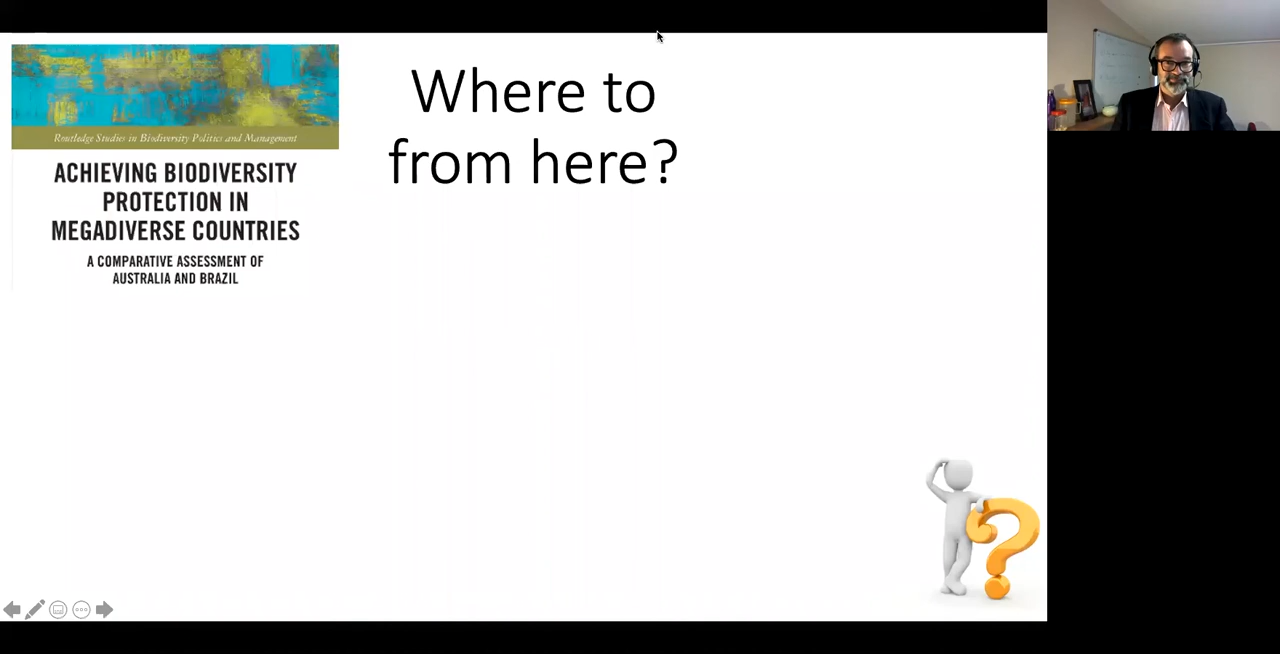 Routledge Studies in Biodiversity Politics and Management
ACHIEVING BIODIVERSITY
PROTECTION IN
MEGADIVERSE COUNTRIES
A COMPARATIVE ASSESSMENT OF
AUSTRALIA AND BRAZIL
Where to
from here?